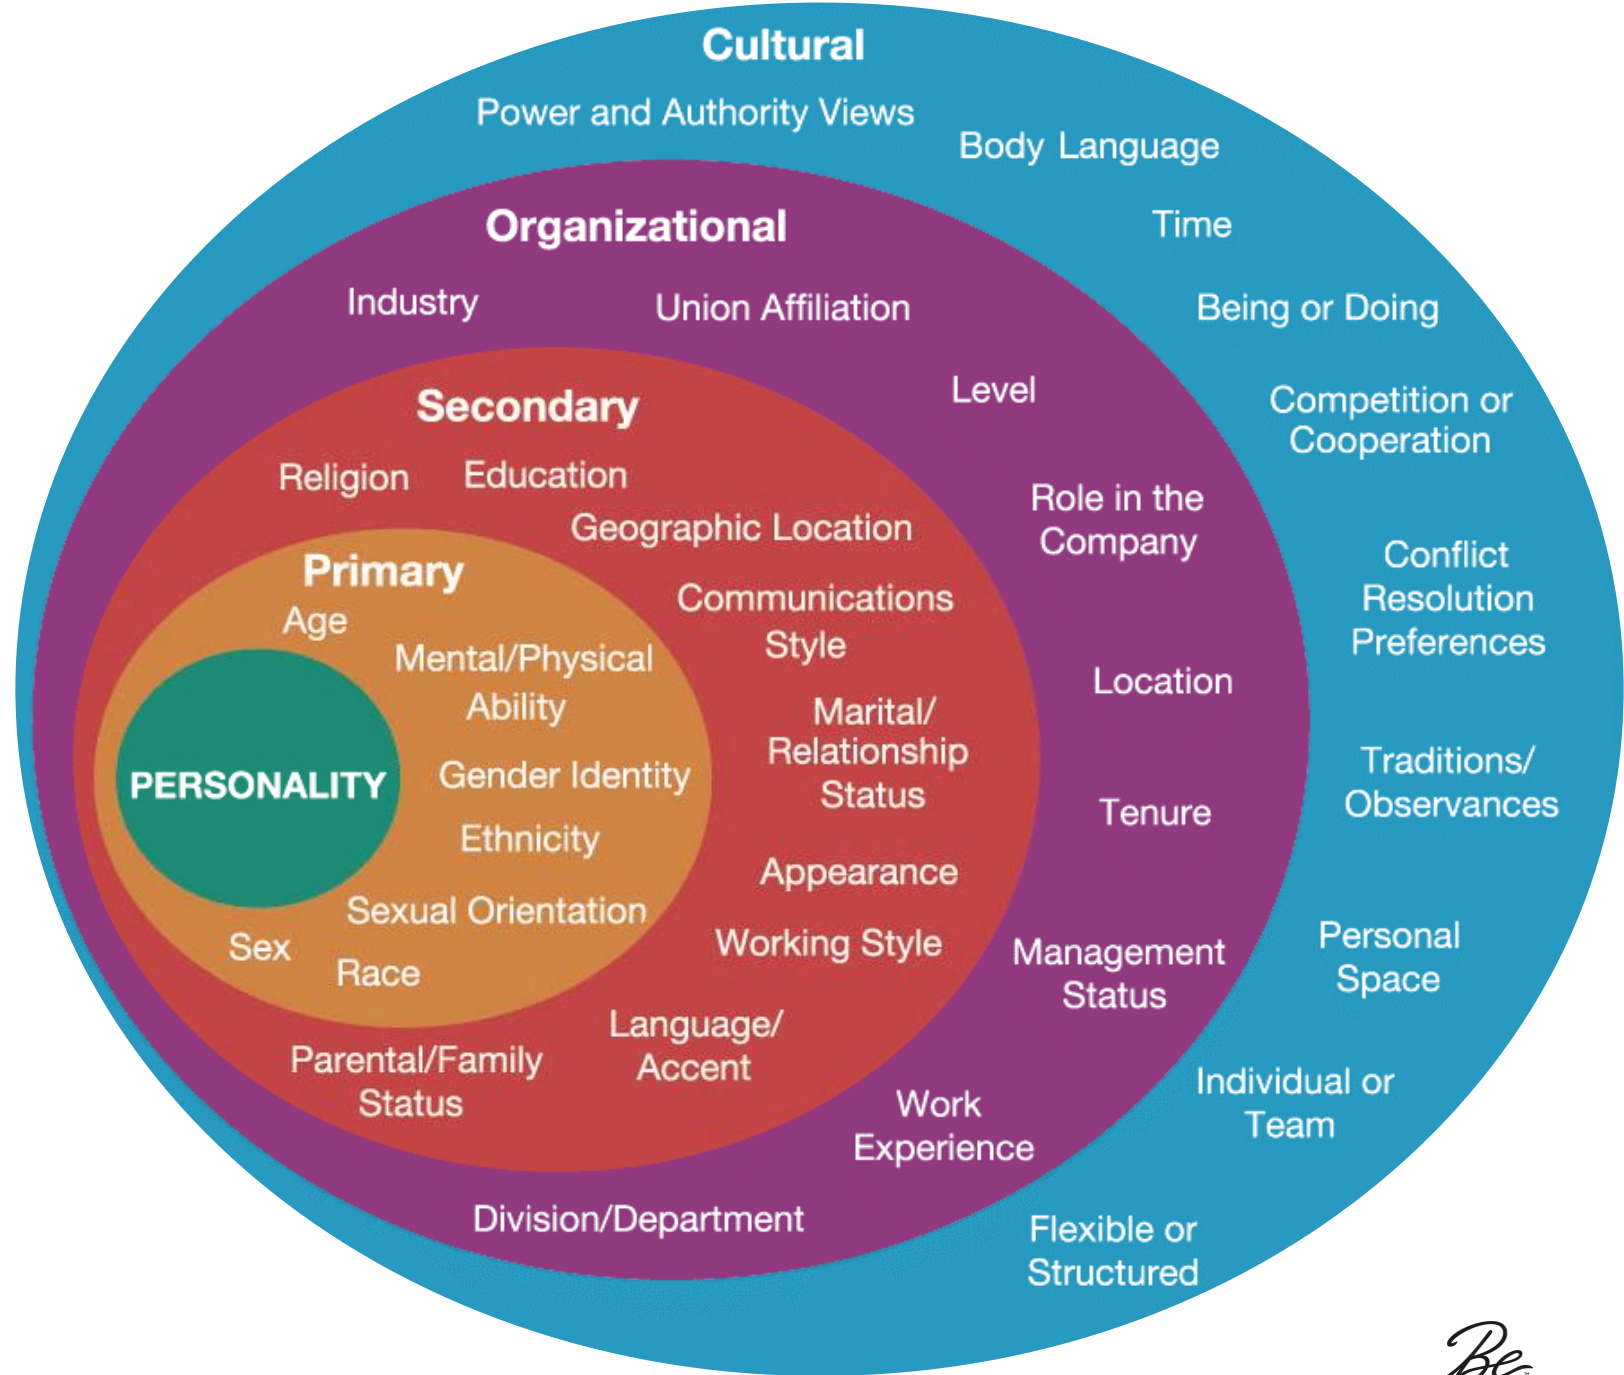 Cultural
Power and Authority Views
Body Language
Time
Being or Doing
Competition or
Cooperation
Conflict
Resolution
Preferences
Traditions/
Observances
Personal
Space
Individual or
Team
Flexible or
Structured
Organizational
Industry
Union Affiliation
Level
Role in the
Company
Location
Tenure
Management
Status
Work
Experience
Division/Department
Secondary
Religion
Education
Geographic Location
Communications
Style
Marital/
Relationship
Status
Appearance
Working Style
Language/
Accent
Parental/Family
Status
Primary
Age
Mental/Physical
Ability
Gender Identity
Ethnicity
Sexual Orientation
Sex
Race
PERSONALITY
Be